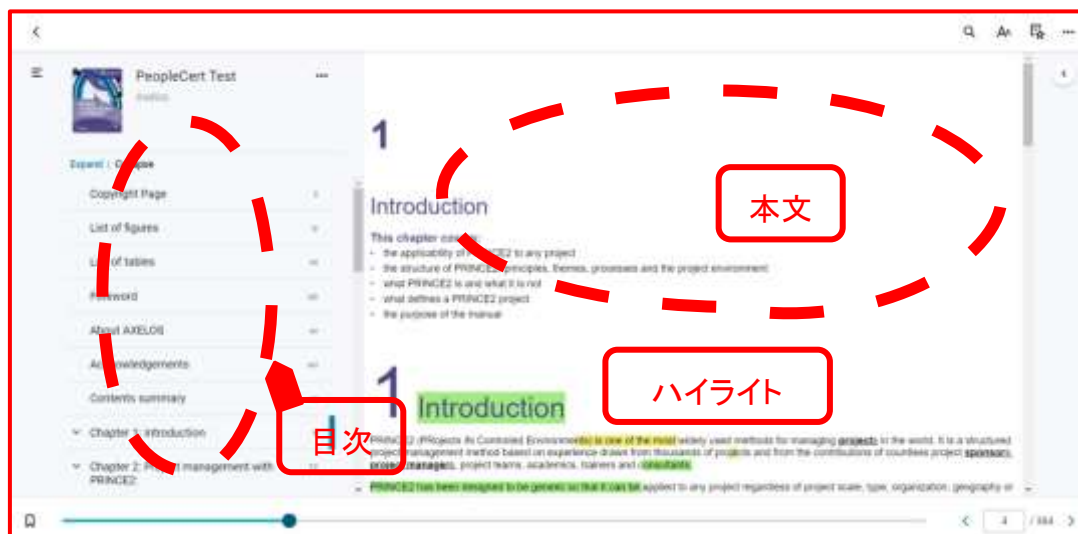 PeopleCert Test
Expand | Collapse
Copyright Page
List of figures
List of tables
Foreword
About AXELOS
Acknowledgements
Contents summary
Chapter 1: Introduction
Chapter 2: Project management with
PRINCE2
目次
1
Introduction
This chapter covers:
- the applicability of PRINCE2 to any project
- the structure of PRINCE2: principles, themes, processes and the project environment
- what PRINCE2 is and what it is not
- what defines a PRINCE2 project
- the purpose of the manual
本文
ハイライト
1 Introduction
PRINCE2 (PRojects IN Controlled Environments) is one of the most widely used methods for managing projects in the world. It is a structured
project management method based on experience drawn from thousands of projects and from the contributions of countless project sponsors,
project managers, project teams, academics, trainers and consultants.
PRINCE2 has been designed to be generic so that it can be applied to any project regardless of project scale, type, organization, geography or
4